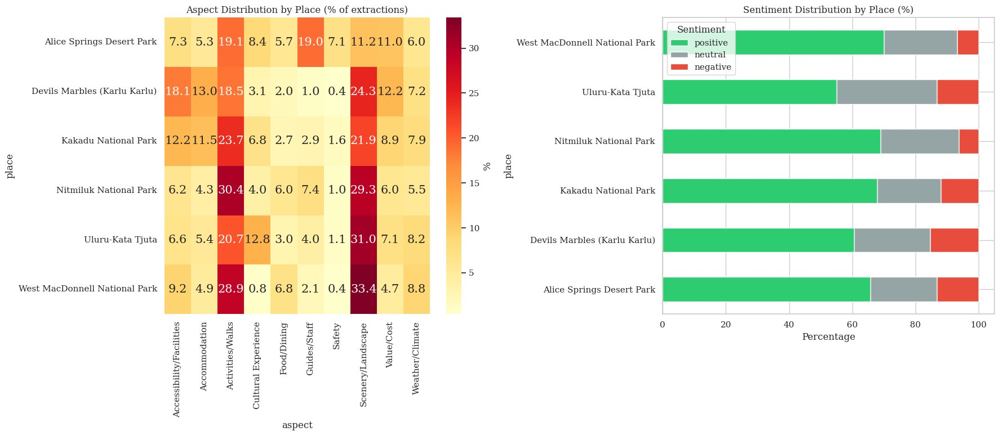 Aspect Distribution by Place (% of extractions)
place
Alice Springs Desert Park 7.3 5.3 19.1 8.4 5.7 19.0 7.1 11.2 11.0 6.0
Devils Marbles (Karlu Karlu) 18.1 13.0 18.5 3.1 2.0 1.0 0.4 24.3 12.2 7.2
Kakadu National Park 12.2 11.5 23.7 6.8 2.7 2.9 1.6 21.9 8.9 7.9
Nitmiluk National Park 6.2 4.3 30.4 4.0 6.0 7.4 1.0 29.3 6.0 5.5
Uluru-Kata Tjuta 6.6 5.4 20.7 12.8 3.0 4.0 1.1 31.0 7.1 8.2
West MacDonnell National Park 9.2 4.9 28.9 0.8 6.8 2.1 0.4 33.4 4.7 8.8
Accessibility/Facilities
Accommodation
Activities/Walks
Cultural Experience
Food/Dining
Guides/Staff
Safety
Scenery/Landscape
Value/Cost
Weather/Climate
aspect
30
25
20
15
10
5
%
Sentiment Distribution by Place (%)
Sentiment
positive
neutral
negative
place
West MacDonnell National Park
Uluru-Kata Tjuta
Nitmiluk National Park
Kakadu National Park
Devils Marbles (Karlu Karlu)
Alice Springs Desert Park
0 20 40 60 80 100
Percentage